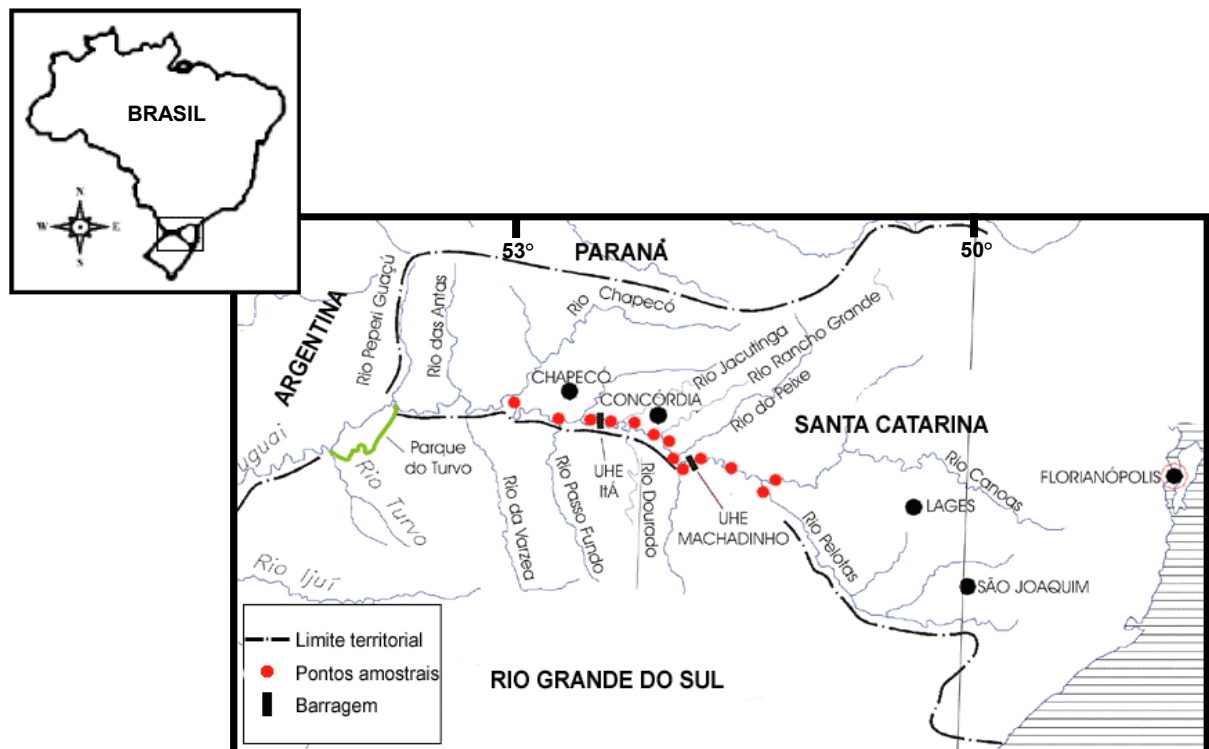 BRASIL
N
W
E
S
53°
50°
PARANÁ
ARGENTINA
Rio Peperi Guaçú
Rio das Antas
Rio Chapecó
Rio Jacutinga
Rio Rancho Grande
Rio do Peixe
CHAPECÓ
CONCÓRDIA
SANTA CATARINA
uguai
Parque
do Turvo
Rio Turvo
Rio Ijuí
Rio da Varzea
Rio Passo Fundo
UHE
ItÁ
Rio Dourado
UHE
MACHADINHO
Rio Pelotas
Rio Canoas
LAGES
FLORIANÓPOLIS
SÃO JOAQUIM
RIO GRANDE DO SUL
Limite territorial
Pontos amostrais
Barragem